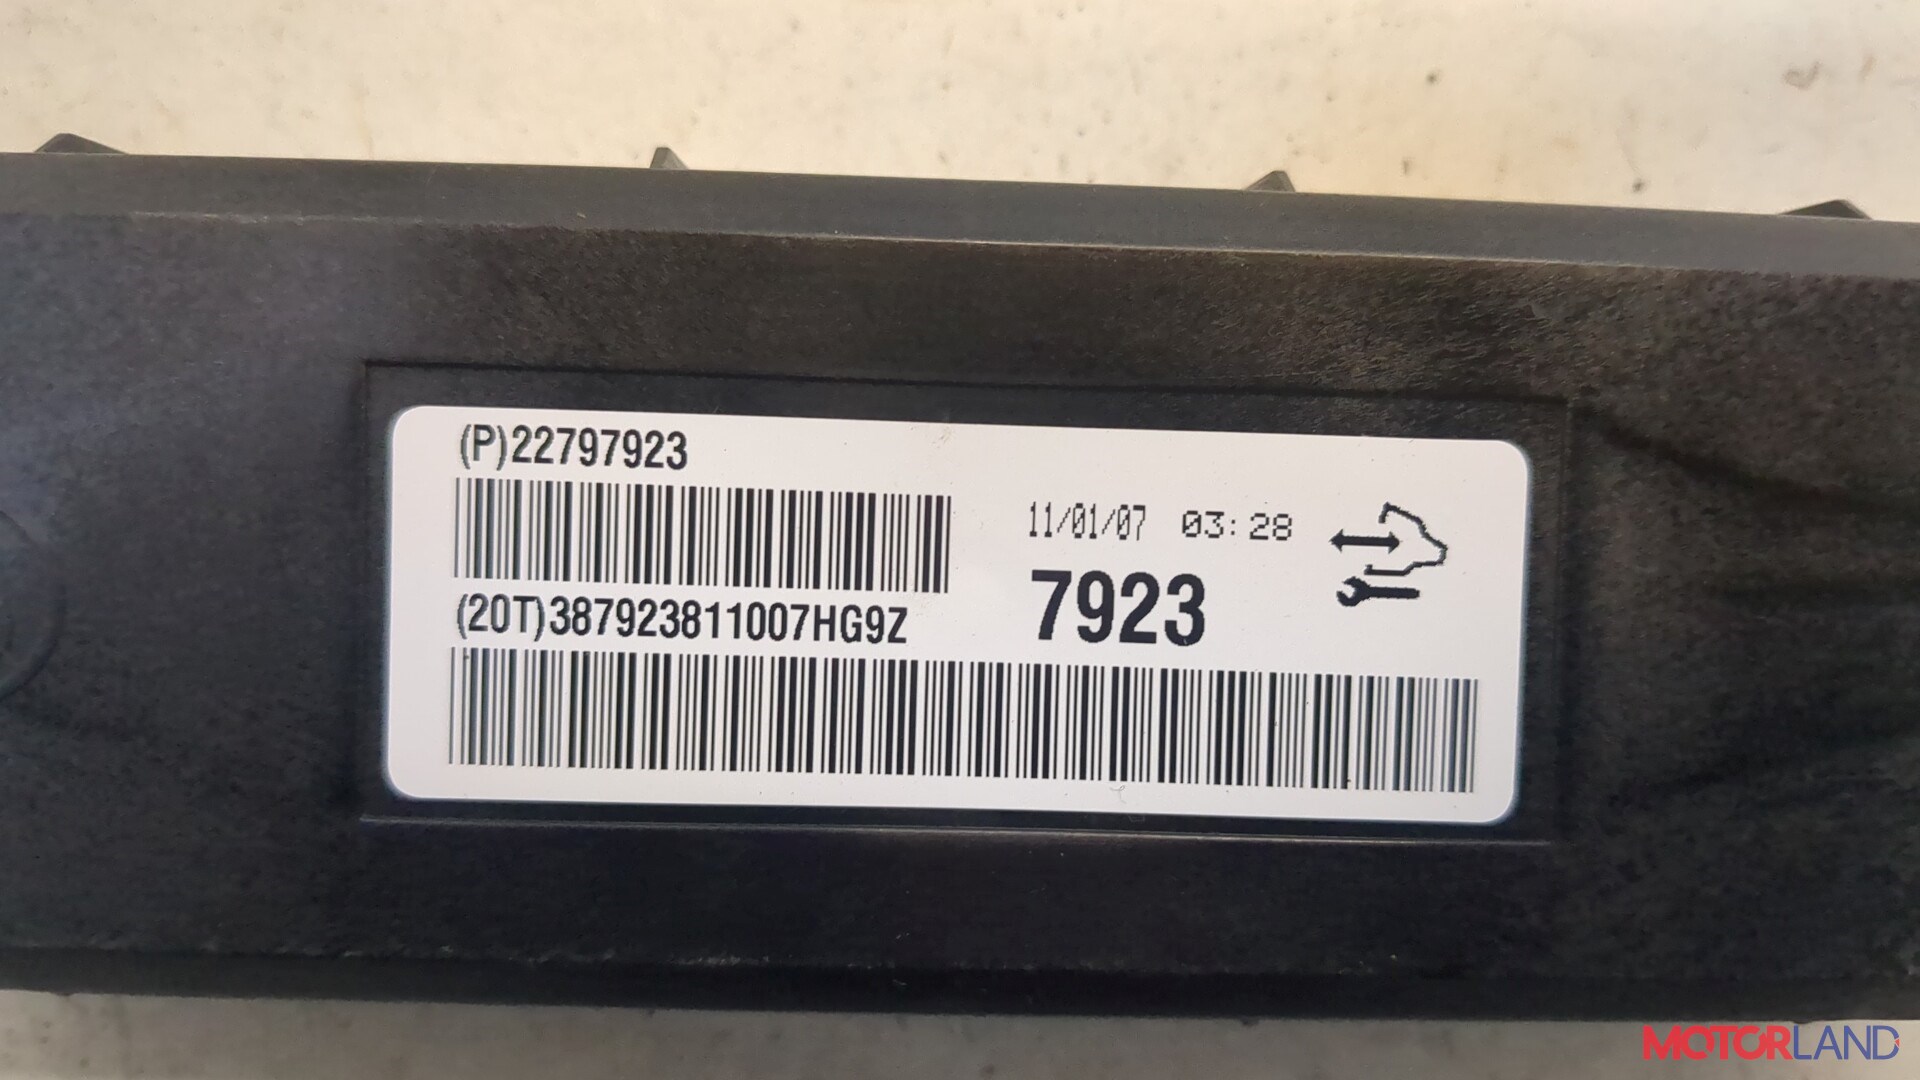 (P)22797923
11/01/07 03:28
7923
(20T)387923811007HG9Z
MOTORLAND